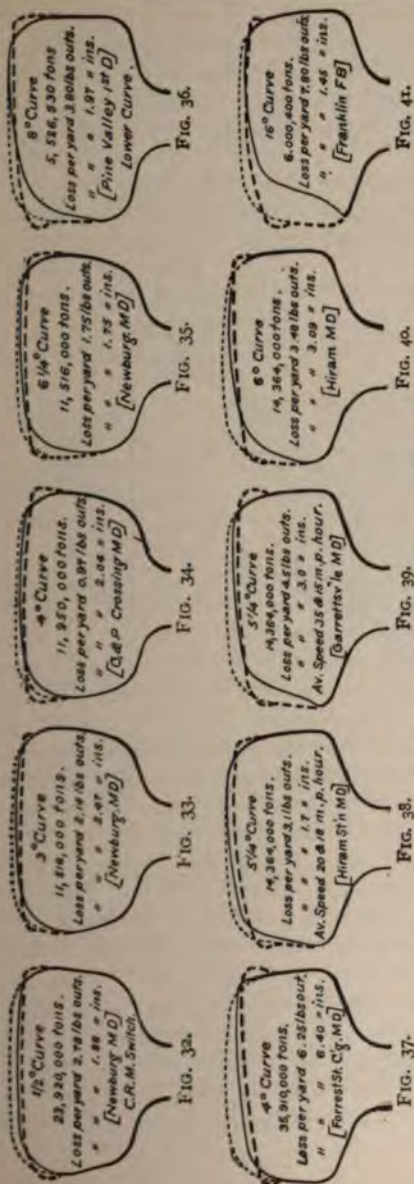 ½° Curve
23,920,000 tons.
Loss per yard 2.78 lbs outs.
" " " 1.88 " ins.
[Newburg MD]
C.R.M. Switch.
FIG. 32.
3° Curve
11,516,000 tons.
Loss per yard 2.14 lbs outs.
" " " 2.07 " ins.
[Newburg. MD]
FIG. 33.
4° Curve
11,950,000 tons.
Loss per yard 0.97 lbs outs.
" " " 2.04 " ins.
Crossing MD]
FIG. 34.
6¼° Curve
11,516,000 tons.
Loss per yard 1.75 lbs outs.
" " " 1.75 " ins.
[Newburg. MD]
FIG. 35.
8° Curve
5,526,530 tons.
Loss per yard 3.80 lbs outs.
" " " 1.97 " ins.
[Pine Valley 1st D]
Lower Curve.
FIG. 36.
4° Curve
35,910,000 tons.
Loss per yard 6.25 lbs out.
" " " 6.40 " ins.
[Forrest St. C'g. MD]
FIG. 37.
5¼° Curve
14,364,000 tons.
Loss per yard 3.1 lbs outs.
" " " 1.7 " ins.
Av. Speed 20 & 18 m. p. hour.
[Hiram St'n MD]
FIG. 38.
5¼° Curve
14,364,000 tons.
Loss per yard 4.5 lbs outs.
" " " 3.0 " ins.
Av. Speed 35 & 15 m. p. hour.
[Garrettsv'le MD]
FIG. 39.
6° Curve
14,364,000 tons.
Loss per yard 3.49 lbs outs.
" " " 3.09 " ins.
[Hiram MD]
FIG. 40.
16° Curve
6,000,400 tons.
Loss per yard 7.80 lbs outs.
" " " 1.45 " ins.
[Franklin FB]
FIG. 41.